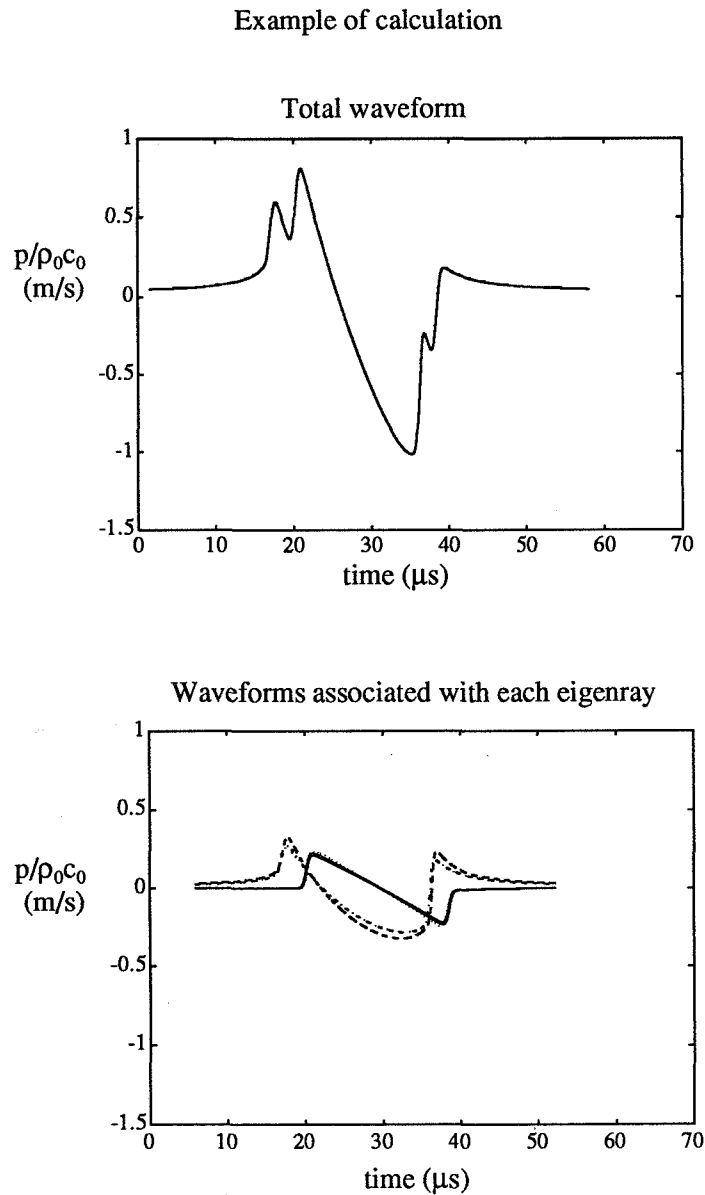 Example of calculation
Total waveform
1
0.5
p/ρ₀c₀
(m/s)
0
-0.5
-1
-1.5
0 10 20 30 40 50 60 70
time (μs)
Waveforms associated with each eigenray
1
0.5
p/ρ₀c₀
(m/s)
0
-0.5
-1
-1.5
0 10 20 30 40 50 60 70
time (μs)